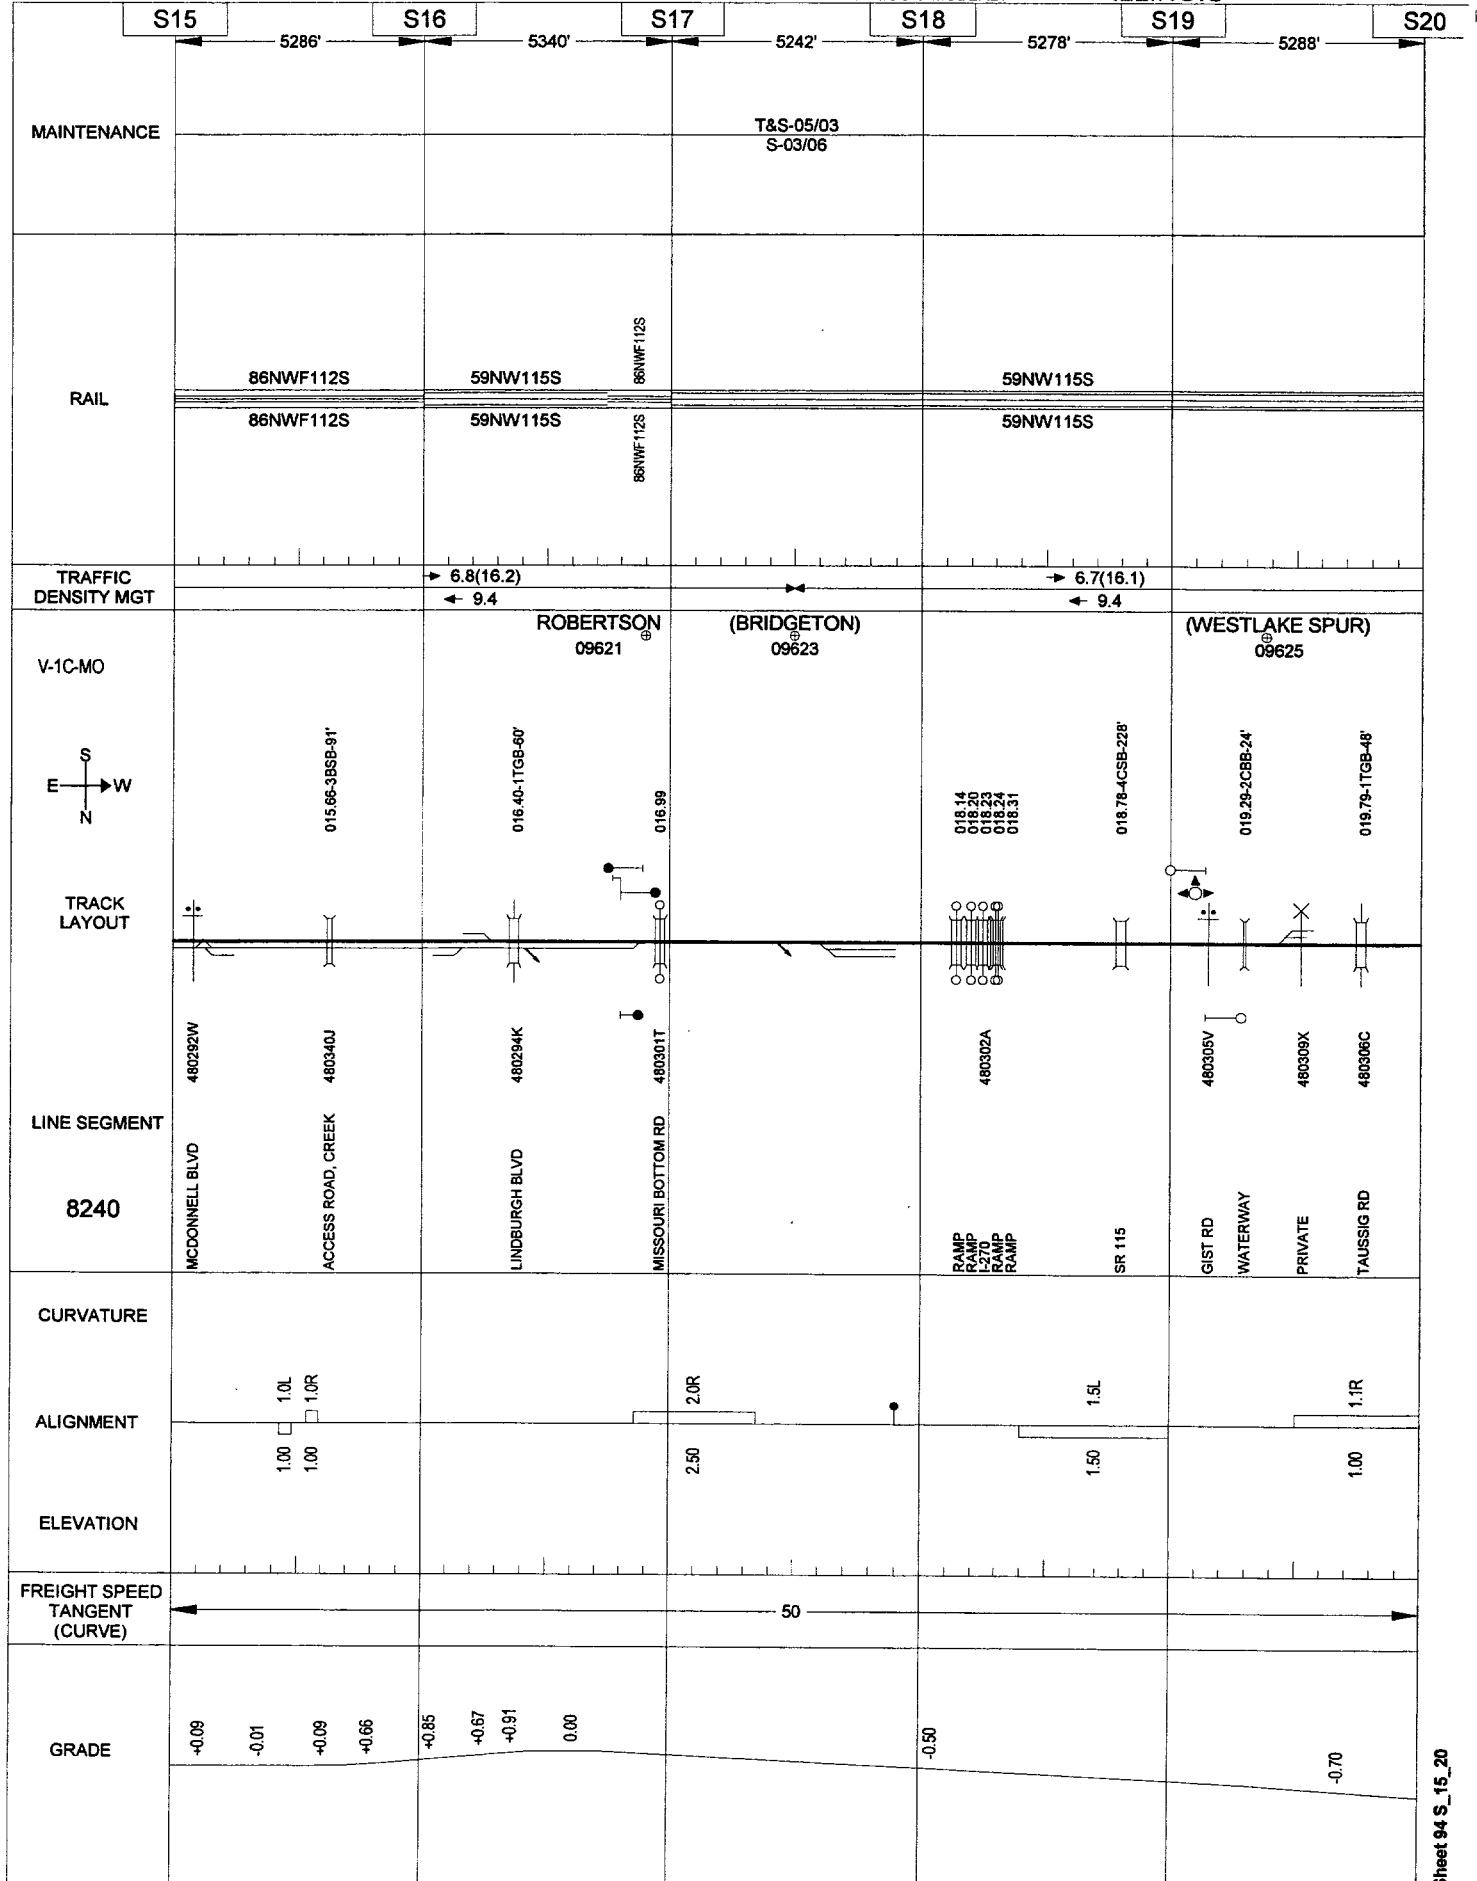 S15 S16 S17 S18 S19 S20
5286' 5340' 5242' 5278' 5288'
MAINTENANCE
T&S-05/03
S-03/06
RAIL
86NWF112S 59NW115S 86NWF112S 59NW115S
86NWF112S 59NW115S 86NWF112S 59NW115S
TRAFFIC
DENSITY MGT
6.8(16.2) 6.7(16.1)
9.4 9.4
ROBERTSON (BRIDGETON) (WESTLAKE SPUR)
09621 09623 09625
V-1C-MO
S
E W
N
015.66-3BSB-91'
016.40-1TGB-60'
016.99
018.14
018.20
018.23
018.24
018.31
018.78-4CSB-228'
019.29-2CBB-24'
019.79-1TGB-48'
TRACK
LAYOUT
480292W
480340J
480294K
480301T
480302A
480305V
480309X
480306C
LINE SEGMENT
8240
MCDONNELL BLVD
ACCESS ROAD, CREEK
LINDBURGH BLVD
MISSOURI BOTTOM RD
RAMP
RAMP
I-270
RAMP
RAMP
SR 115
GIST RD
WATERWAY
PRIVATE
TAUSSIG RD
CURVATURE
1.0L 1.0R 2.0R 1.5L 1.1R
ALIGNMENT
1.00 1.00 2.50 1.50 1.00
ELEVATION
FREIGHT SPEED
TANGENT
(CURVE)
50
GRADE
+0.09 -0.01 +0.09 +0.66 +0.85 +0.67 +0.91 0.00 -0.50 -0.70
Sheet 94 S_15_20